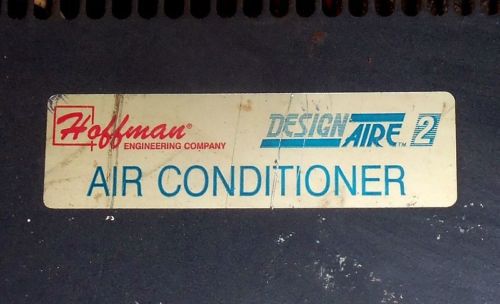 Hoffman®
ENGINEERING COMPANY
DESIGN
AIRE™ 2
AIR CONDITIONER